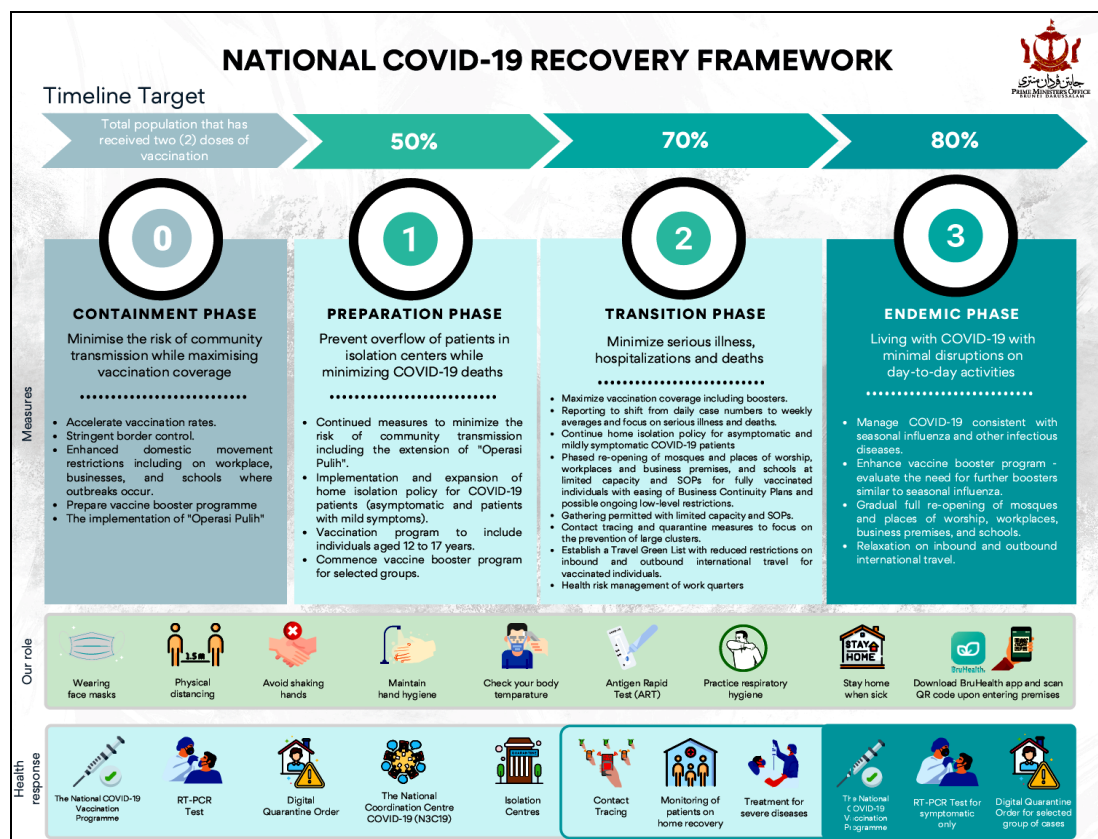 NATIONAL COVID-19 RECOVERY FRAMEWORK
جابتن ڤردان منتري
PRIME MINISTER'S OFFICE
BRUNEI DARUSSALAM
Timeline Target
Total population that has
received two (2) doses of
vaccination
50%
70%
80%
Measures
0
CONTAINMENT PHASE
Minimise the risk of community
transmission while maximising
vaccination coverage
• Accelerate vaccination rates.
• Stringent border control.
• Enhanced domestic movement
restrictions including on workplace,
businesses, and schools where
outbreaks occur.
• Prepare vaccine booster programme
• The implementation of "Operasi Pulih"
1
PREPARATION PHASE
Prevent overflow of patients in
isolation centers while
minimizing COVID-19 deaths
• Continued measures to minimize the
risk of community transmission
including the extension of "Operasi
Pulih".
• Implementation and expansion of
home isolation policy for COVID-19
patients (asymptomatic and patients
with mild symptoms).
• Vaccination program to include
individuals aged 12 to 17 years.
• Commence vaccine booster program
for selected groups.
2
TRANSITION PHASE
Minimize serious illness,
hospitalizations and deaths
• Maximize vaccination coverage including boosters.
• Reporting to shift from daily case numbers to weekly
averages and focus on serious illness and deaths.
• Continue home isolation policy for asymptomatic and
mildly symptomatic COVID-19 patients
• Phased re-opening of mosques and places of worship,
workplaces and business premises, and schools at
limited capacity and SOPs for fully vaccinated
individuals with easing of Business Continuity Plans and
possible ongoing low-level restrictions.
• Gathering permitted with limited capacity and SOPs.
• Contact tracing and quarantine measures to focus on
the prevention of large clusters.
• Establish a Travel Green List with reduced restrictions on
inbound and outbound international travel for
vaccinated individuals.
• Health risk management of work quarters
3
ENDEMIC PHASE
Living with COVID-19 with
minimal disruptions on
day-to-day activities
• Manage COVID-19 consistent with
seasonal influenza and other infectious
diseases.
• Enhance vaccine booster program -
evaluate the need for further boosters
similar to seasonal influenza.
• Gradual full re-opening of mosques
and places of worship, workplaces,
business premises, and schools.
• Relaxation on inbound and outbound
international travel.
Our role
Wearing
face masks
1.5m
Physical
distancing
Avoid shaking
hands
Maintain
hand hygiene
Check your body
temparature
Antigen Rapid
Test (ART)
Practice respiratory
hygiene
STAY
HOME
Stay home
when sick
BruHealth
Download BruHealth app and scan
QR code upon entering premises
Health
response
The National COVID-19
Vaccination
Programme
RT-PCR
Test
Digital
Quarantine Order
The National
Coordination Centre
COVID-19 (N3C19)
Isolation
Centres
Contact
Tracing
Monitoring of
patients on
home recovery
Treatment for
severe diseases
The National
COVID-19
Vaccination
Programme
RT-PCR Test for
symptomatic
only
Digital Quarantine
Order for selected
group of cases